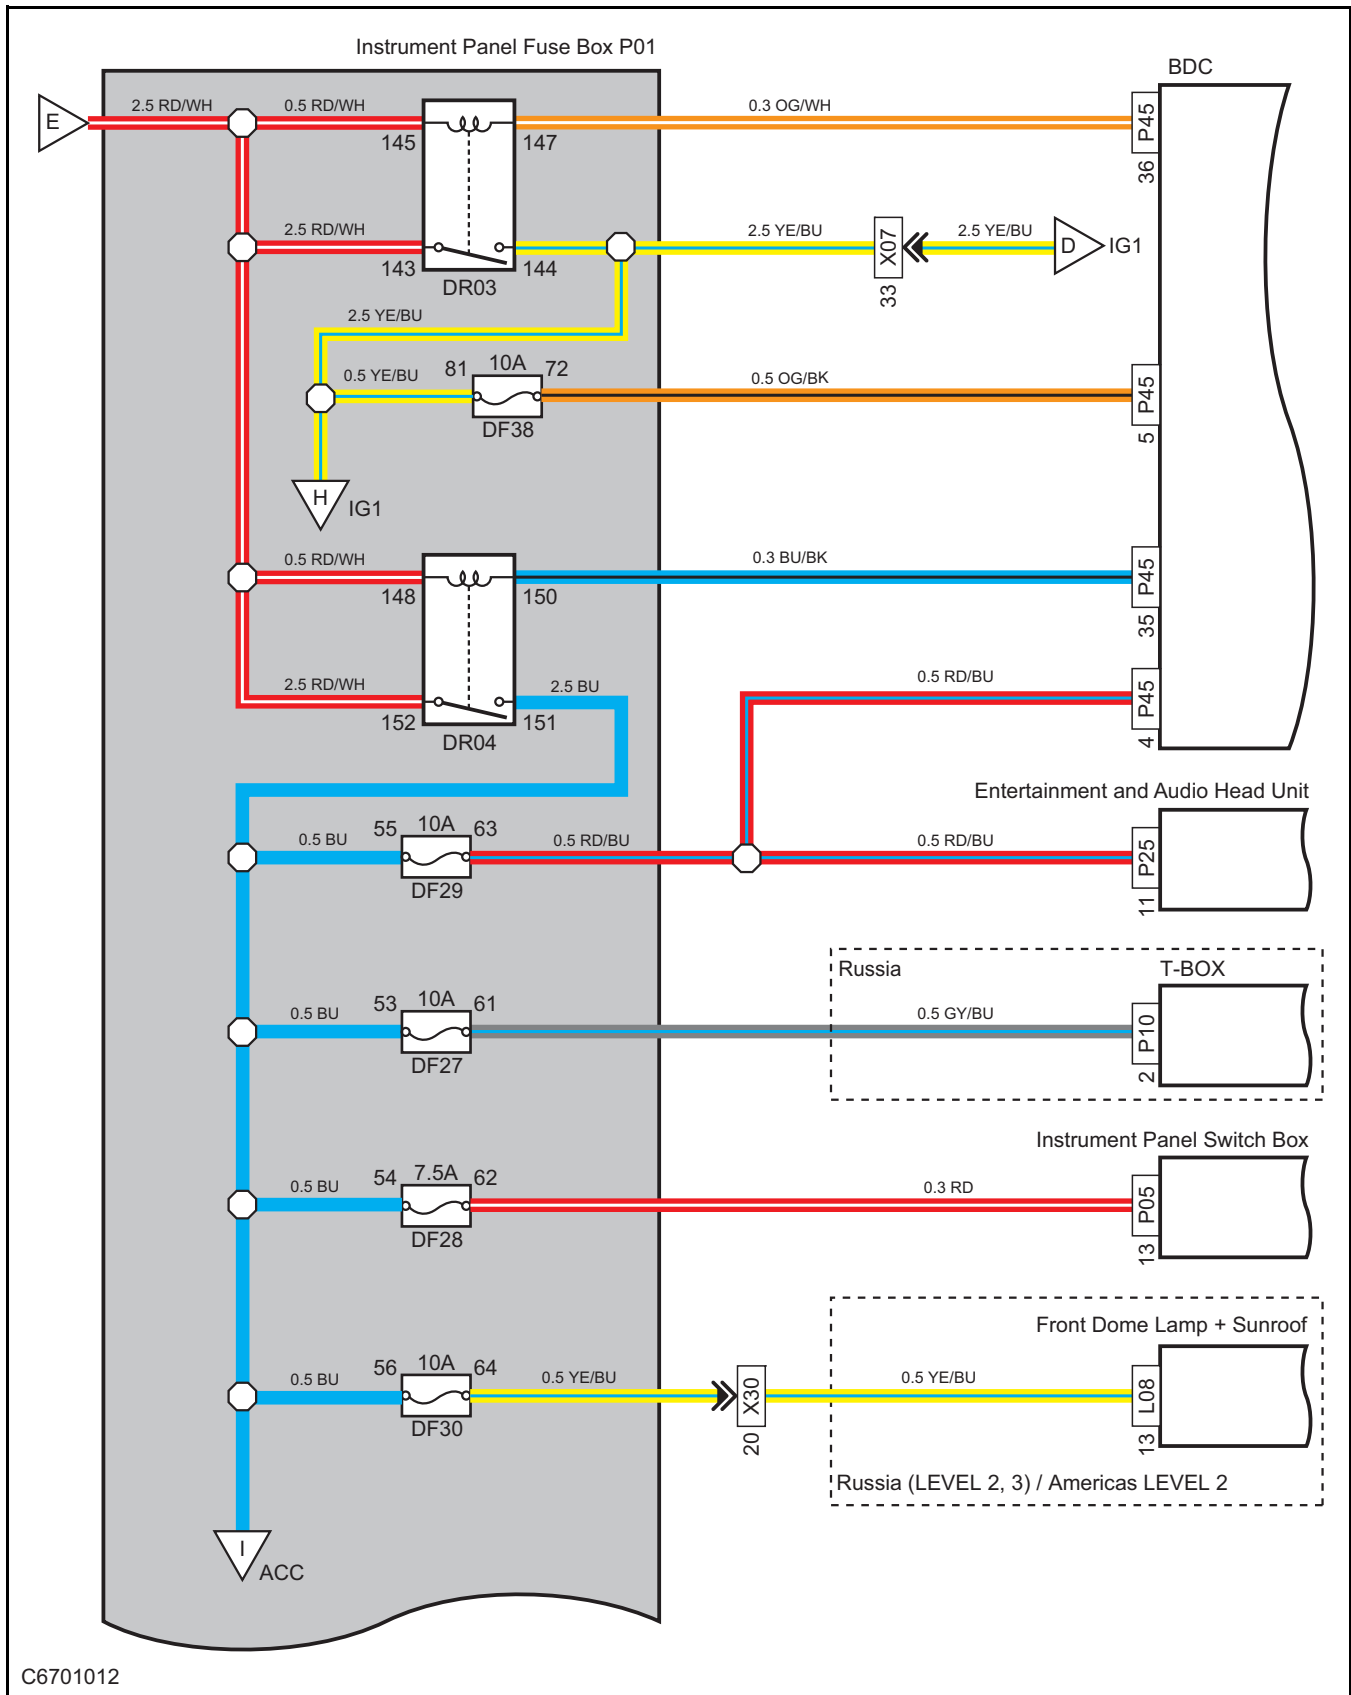 Instrument Panel Fuse Box P01
BDC
E
2.5 RD/WH
0.5 RD/WH
0.3 OG/WH
145
147
P45
36
2.5 RD/WH
2.5 YE/BU
X07
2.5 YE/BU
D
IG1
143
144
33
DR03
2.5 YE/BU
0.5 YE/BU
81
10A
72
0.5 OG/BK
P45
5
DF38
H
IG1
0.5 RD/WH
0.3 BU/BK
148
150
P45
35
2.5 RD/WH
2.5 BU
0.5 RD/BU
P45
4
152
151
DR04
Entertainment and Audio Head Unit
0.5 BU
55
10A
63
0.5 RD/BU
0.5 RD/BU
P25
11
DF29
Russia
T-BOX
0.5 BU
53
10A
61
0.5 GY/BU
P10
2
DF27
Instrument Panel Switch Box
0.5 BU
54
7.5A
62
0.3 RD
P05
13
DF28
Front Dome Lamp + Sunroof
0.5 BU
56
10A
64
0.5 YE/BU
X30
20
0.5 YE/BU
L08
13
DF30
Russia (LEVEL 2, 3) / Americas LEVEL 2
I
ACC
C6701012